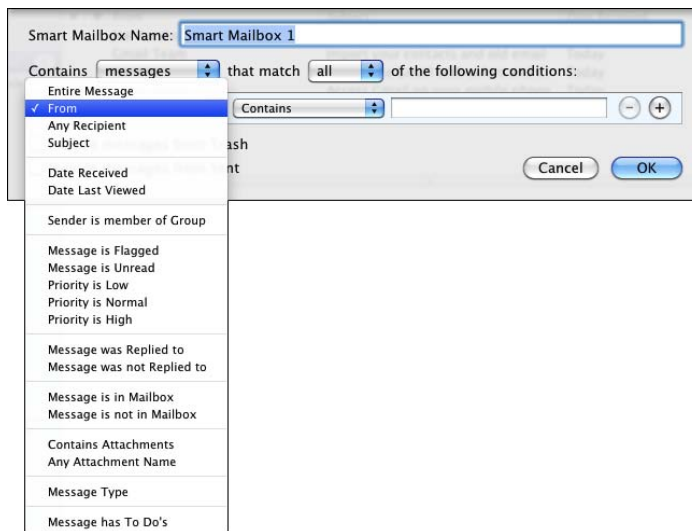 Smart Mailbox Name: Smart Mailbox 1
Contains messages that match all of the following conditions:
Entire Message
✓ From
Contains
Any Recipient
Subject
Date Received
Date Last Viewed
Cancel
OK
Sender is member of Group
Message is Flagged
Message is Unread
Priority is Low
Priority is Normal
Priority is High
Message was Replied to
Message was not Replied to
Message is in Mailbox
Message is not in Mailbox
Contains Attachments
Any Attachment Name
Message Type
Message has To Do's